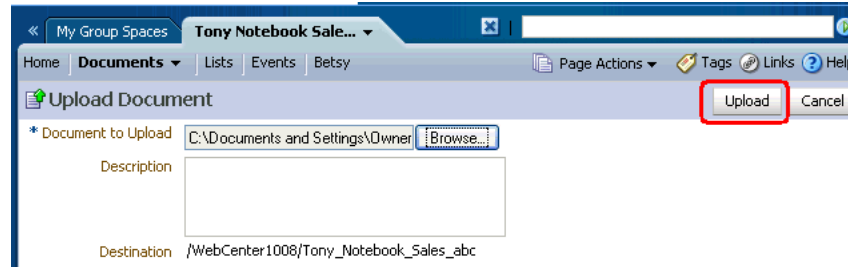 « My Group Spaces Tony Notebook Sale...
Home Documents Lists Events Betsy Page Actions Tags Links Help
Upload Document Upload Cancel
* Document to Upload C:\Documents and Settings\Owner Browse...
Description
Destination /WebCenter1008/Tony_Notebook_Sales_abc